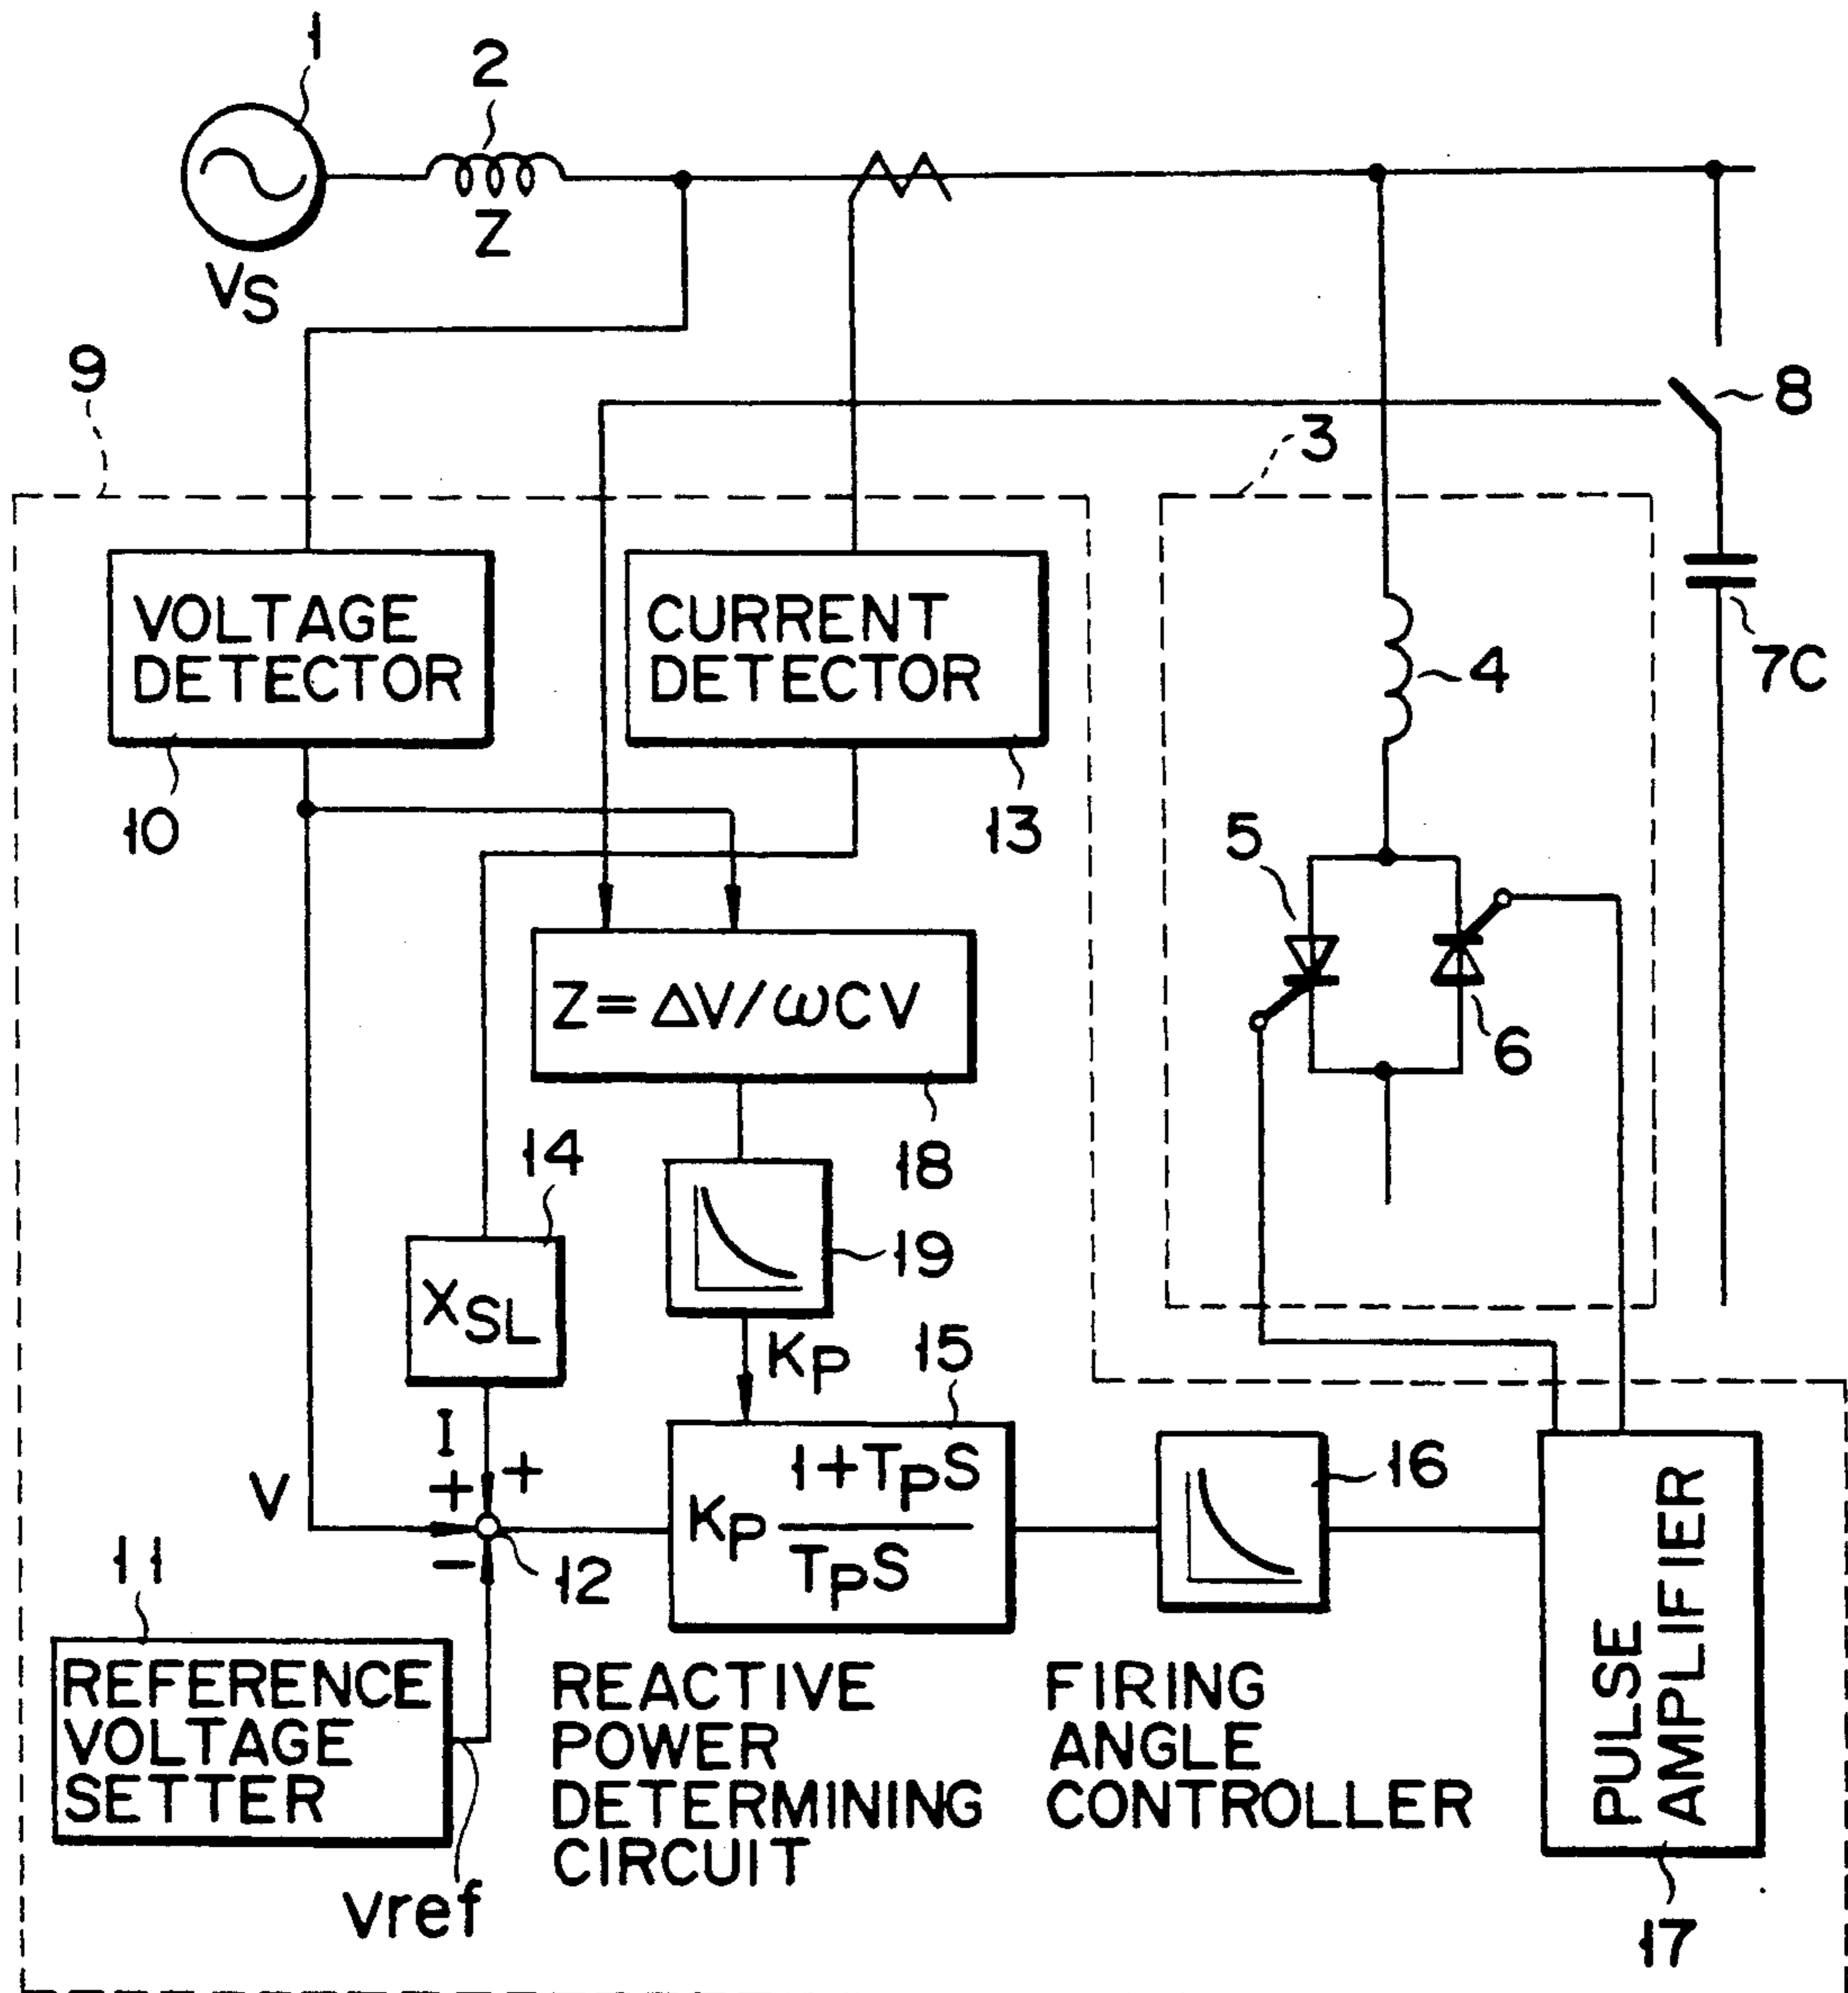 1
2
Z
VS
9
8
3
VOLTAGE
DETECTOR
CURRENT
DETECTOR
4
7C
10
13
5
Z=ΔV/ωCV
6
14
18
19
XSL
KP
15
I
+
+
V
KP 1+TPS
TPS
16
11
-
12
REFERENCE
VOLTAGE
SETTER
REACTIVE
POWER
DETERMINING
CIRCUIT
FIRING
ANGLE
CONTROLLER
PULSE
AMPLIFIER
Vref
17